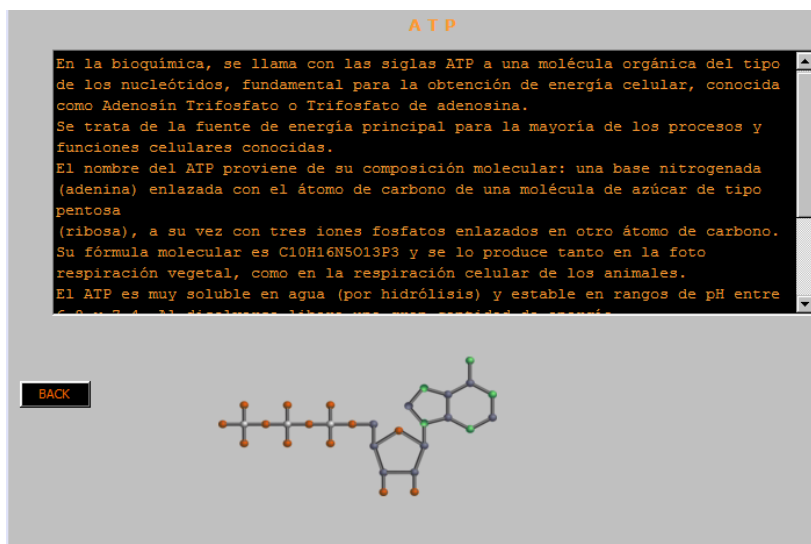 ATP
En la bioquímica, se llama con las siglas ATP a una molécula orgánica del tipo
de los nucleótidos, fundamental para la obtención de energía celular, conocida
como Adenosín Trifosfato o Trifosfato de adenosina.
Se trata de la fuente de energía principal para la mayoría de los procesos y
funciones celulares conocidas.
El nombre del ATP proviene de su composición molecular: una base nitrogenada
(adenina) enlazada con el átomo de carbono de una molécula de azúcar de tipo
pentosa
(ribosa), a su vez con tres iones fosfatos enlazados en otro átomo de carbono.
Su fórmula molecular es C10H16N5O13P3 y se lo produce tanto en la foto
respiración vegetal, como en la respiración celular de los animales.
El ATP es muy soluble en agua (por hidrólisis) y estable en rangos de pH entre
BACK